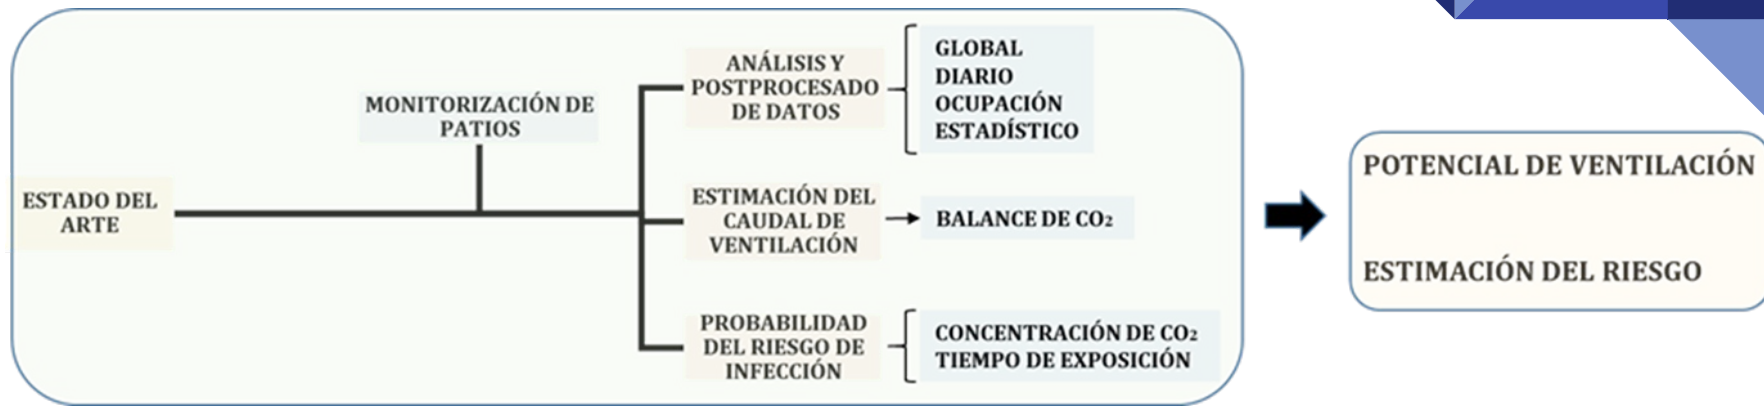 ESTADO DEL
ARTE
MONITORIZACIÓN DE
PATIOS
ANÁLISIS Y
POSTPROCESADO
DE DATOS
GLOBAL
DIARIO
OCUPACIÓN
ESTADÍSTICO
ESTIMACIÓN DEL
CAUDAL DE
VENTILACIÓN
BALANCE DE CO₂
PROBABILIDAD
DEL RIESGO DE
INFECCIÓN
CONCENTRACIÓN DE CO₂
TIEMPO DE EXPOSICIÓN
POTENCIAL DE VENTILACIÓN
ESTIMACIÓN DEL RIESGO